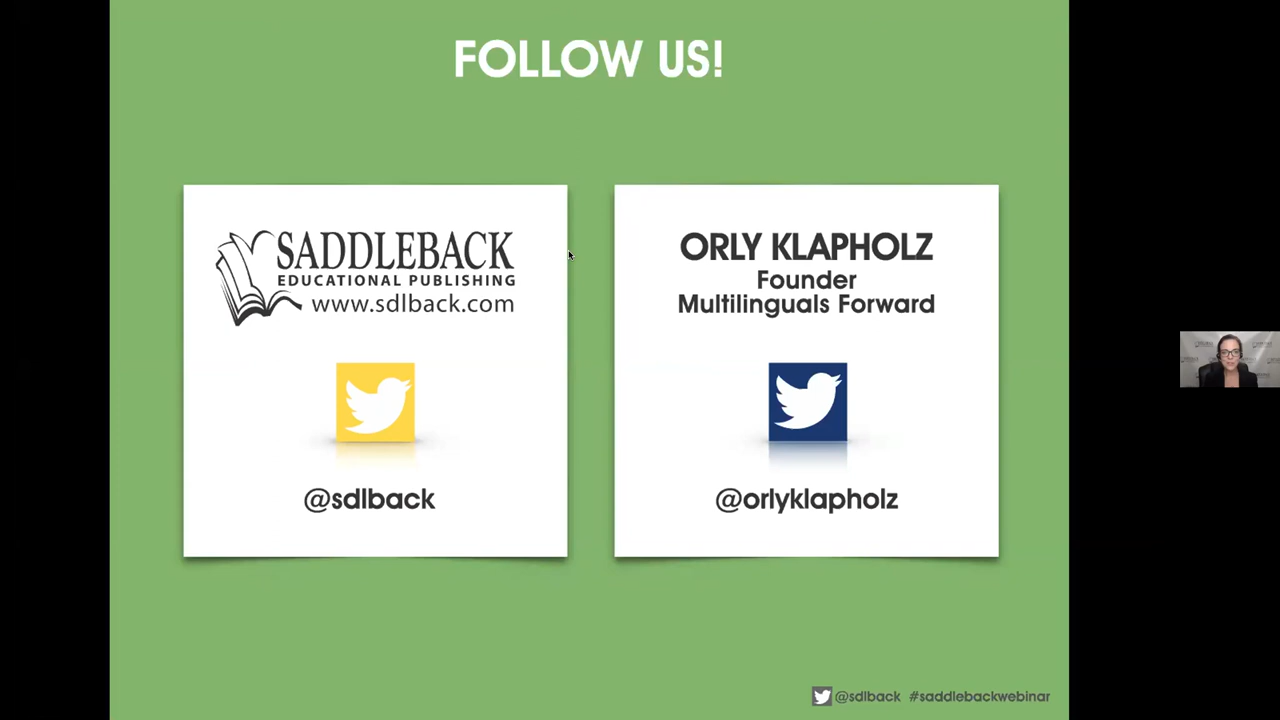 FOLLOW US!
SADDLEBACK
EDUCATIONAL PUBLISHING
www.sdlback.com
@sdlback
ORLY KLAPHOLZ
Founder
Multilinguals Forward
@orlyklapholz
@sdlback #saddlebackwebinar